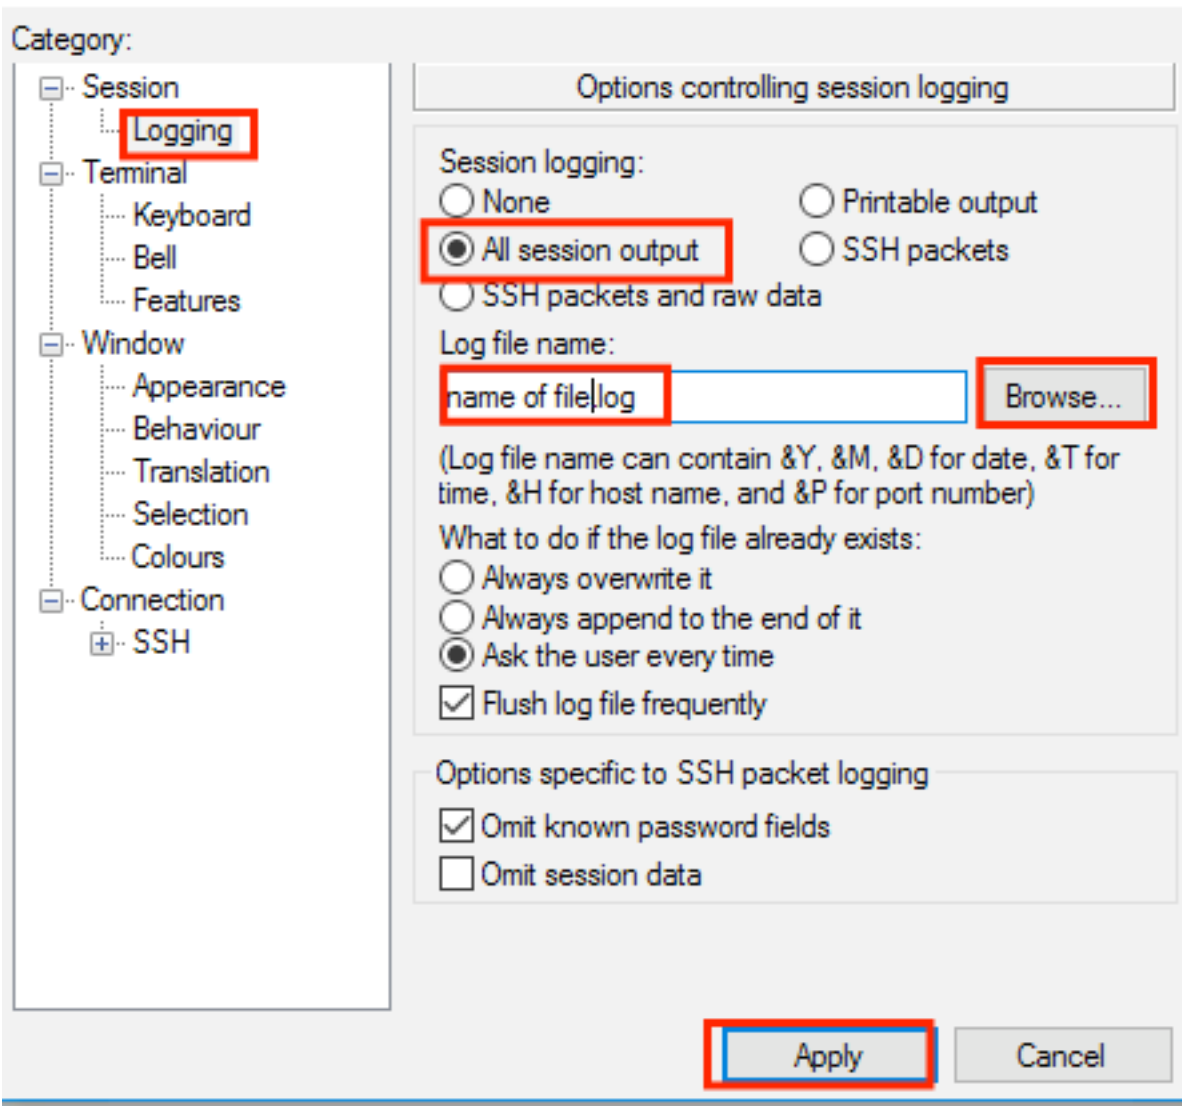 Category:
Session
Logging
Terminal
Keyboard
Bell
Features
Window
Appearance
Behaviour
Translation
Selection
Colours
Connection
SSH
Options controlling session logging
Session logging:
None
Printable output
All session output
SSH packets
SSH packets and raw data
Log file name:
name of file.log
Browse...
(Log file name can contain &Y, &M, &D for date, &T for
time, &H for host name, and &P for port number)
What to do if the log file already exists:
Always overwrite it
Always append to the end of it
Ask the user every time
Flush log file frequently
Options specific to SSH packet logging
Omit known password fields
Omit session data
Apply
Cancel